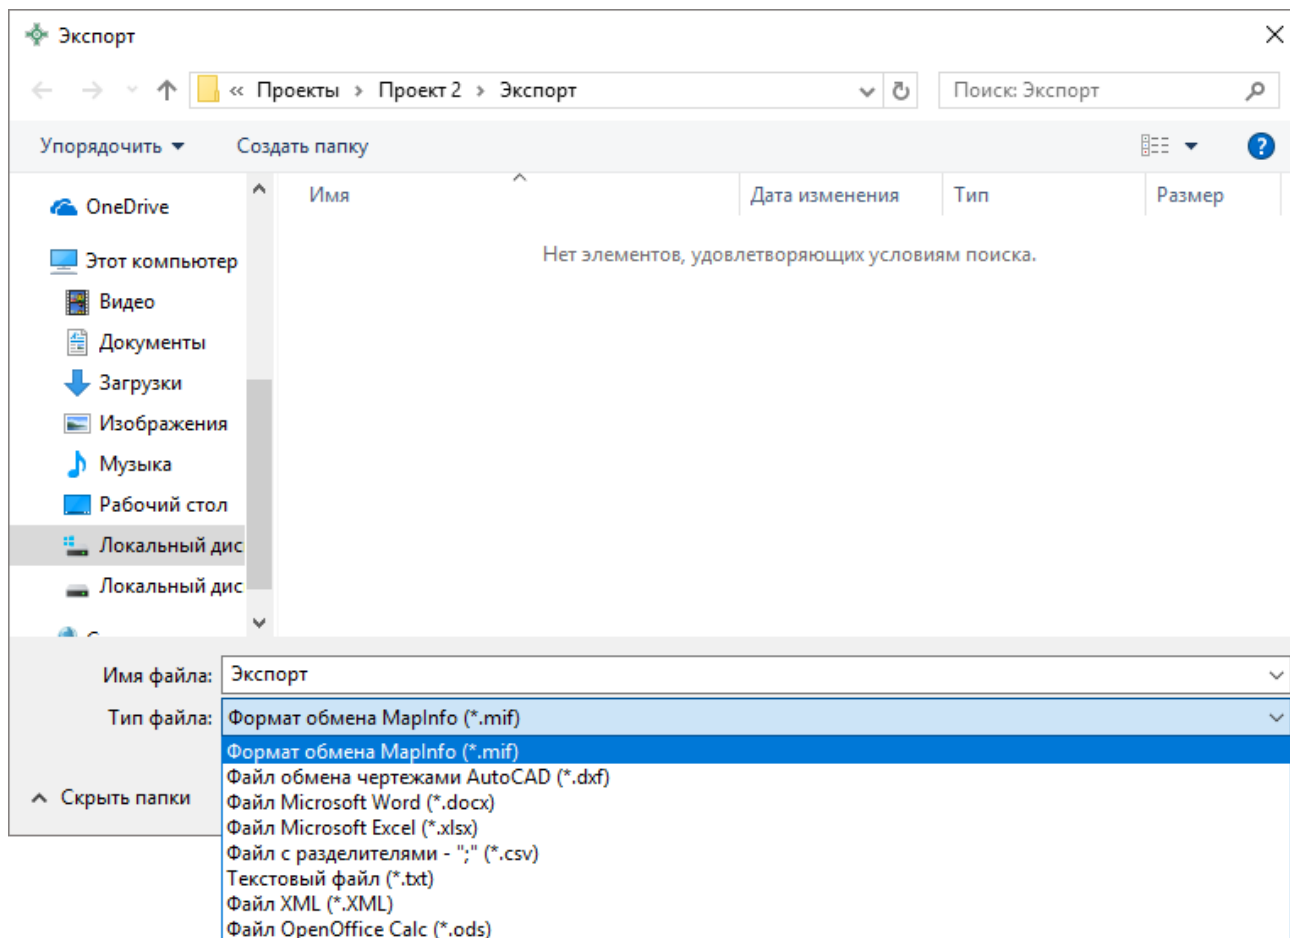 Экспорт
« Проекты › Проект 2 › Экспорт
Поиск: Экспорт
Упорядочить
Создать папку
?
Имя
Дата изменения
Тип
Размер
OneDrive
Этот компьютер
Видео
Документы
Загрузки
Изображения
Музыка
Рабочий стол
Локальный дис
Локальный дис
Нет элементов, удовлетворяющих условиям поиска.
Имя файла: Экспорт
Тип файла: Формат обмена MapInfo (*.mif)
Формат обмена MapInfo (*.mif)
Файл обмена чертежами AutoCAD (*.dxf)
Файл Microsoft Word (*.docx)
Файл Microsoft Excel (*.xlsx)
Файл с разделителями - ";" (*.csv)
Текстовый файл (*.txt)
Файл XML (*.XML)
Файл OpenOffice Calc (*.ods)
Скрыть папки